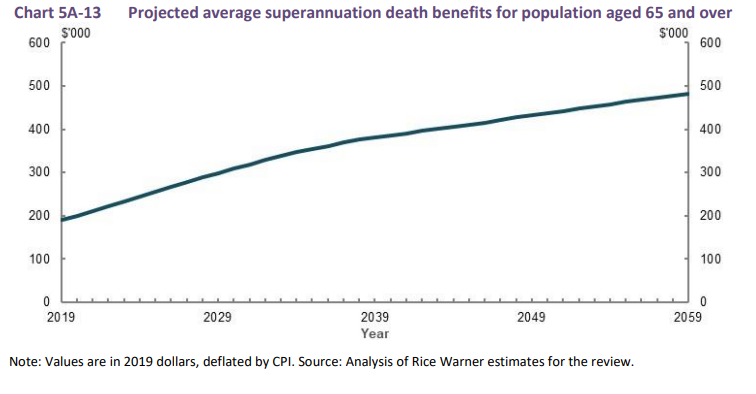 Chart 5A-13 Projected average superannuation death benefits for population aged 65 and over
$'000 $'000
600 600
500 500
400 400
300 300
200 200
100 100
0 0
2019 2029 2039 2049 2059
Year
Note: Values are in 2019 dollars, deflated by CPI. Source: Analysis of Rice Warner estimates for the review.